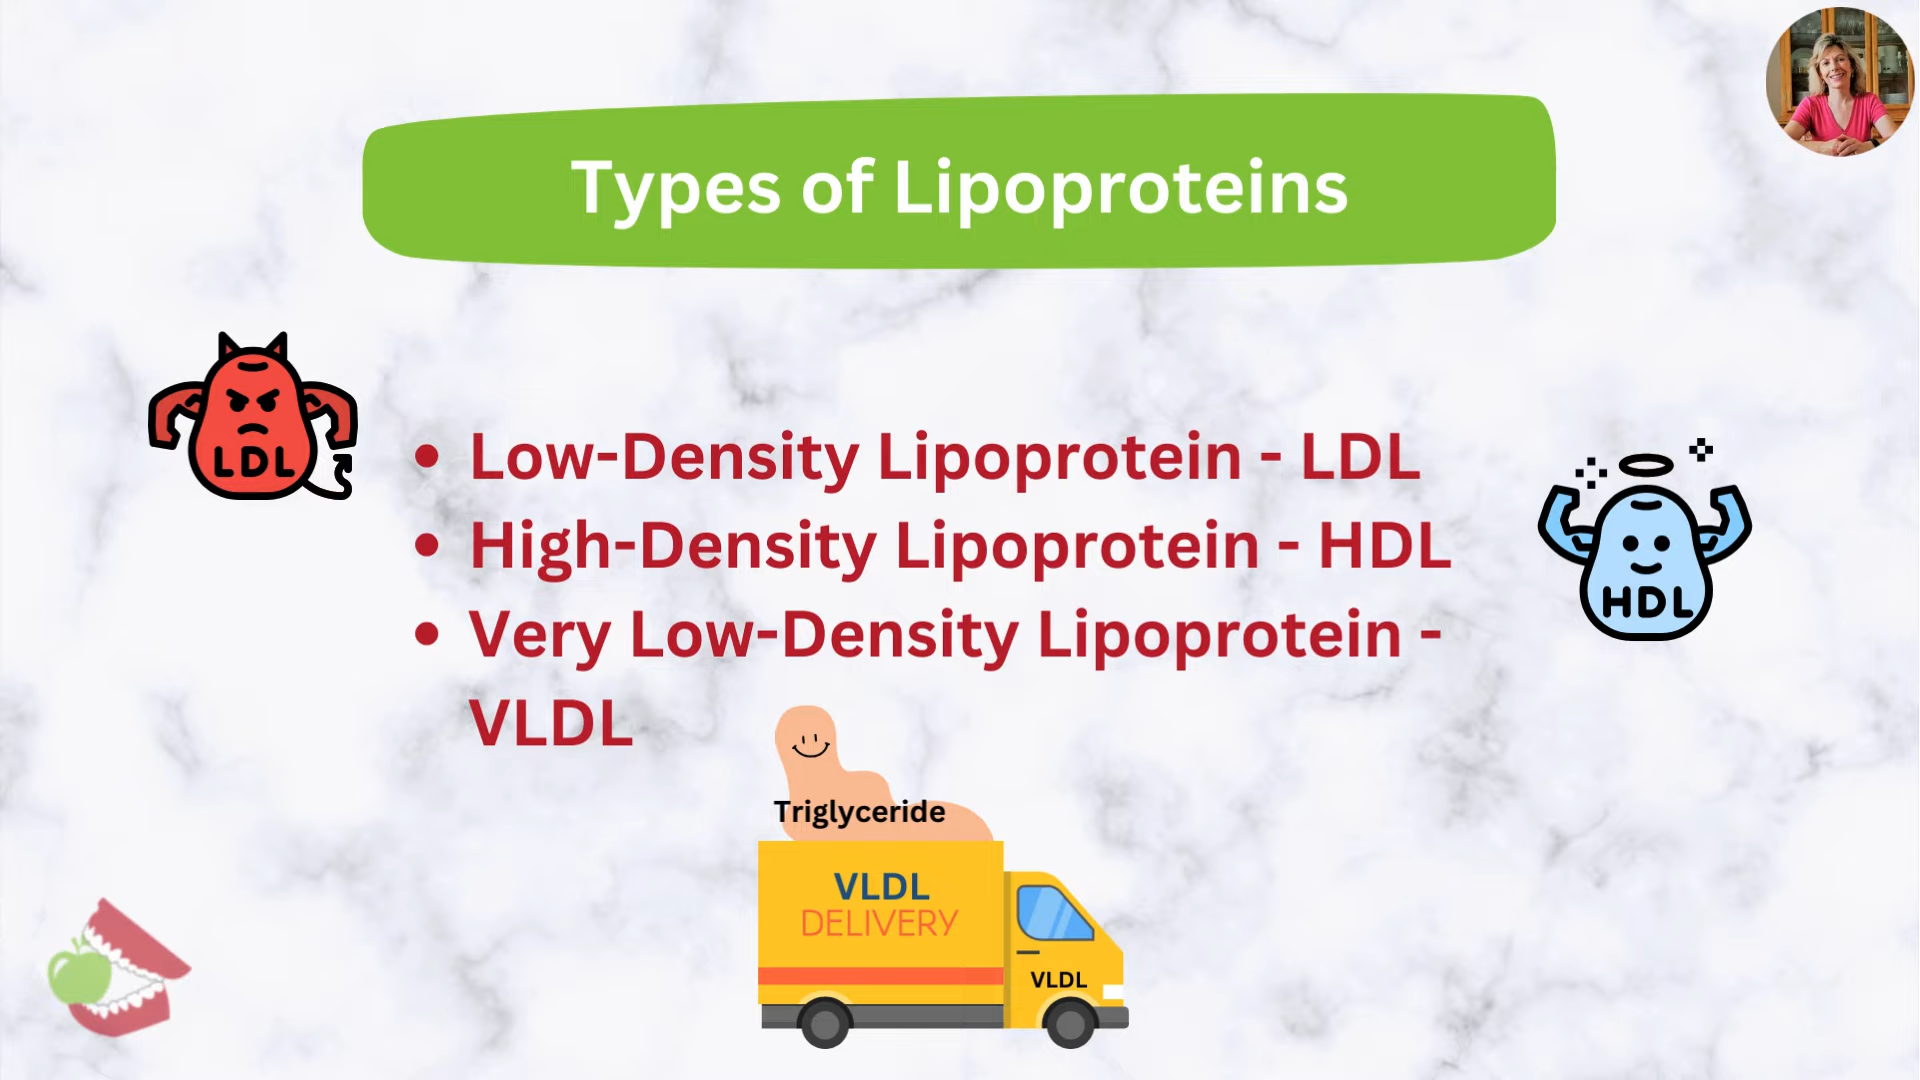 Types of Lipoproteins
LDL
• Low-Density Lipoprotein - LDL
• High-Density Lipoprotein - HDL
• Very Low-Density Lipoprotein -
VLDL
HDL
Triglyceride
VLDL
DELIVERY
VLDL